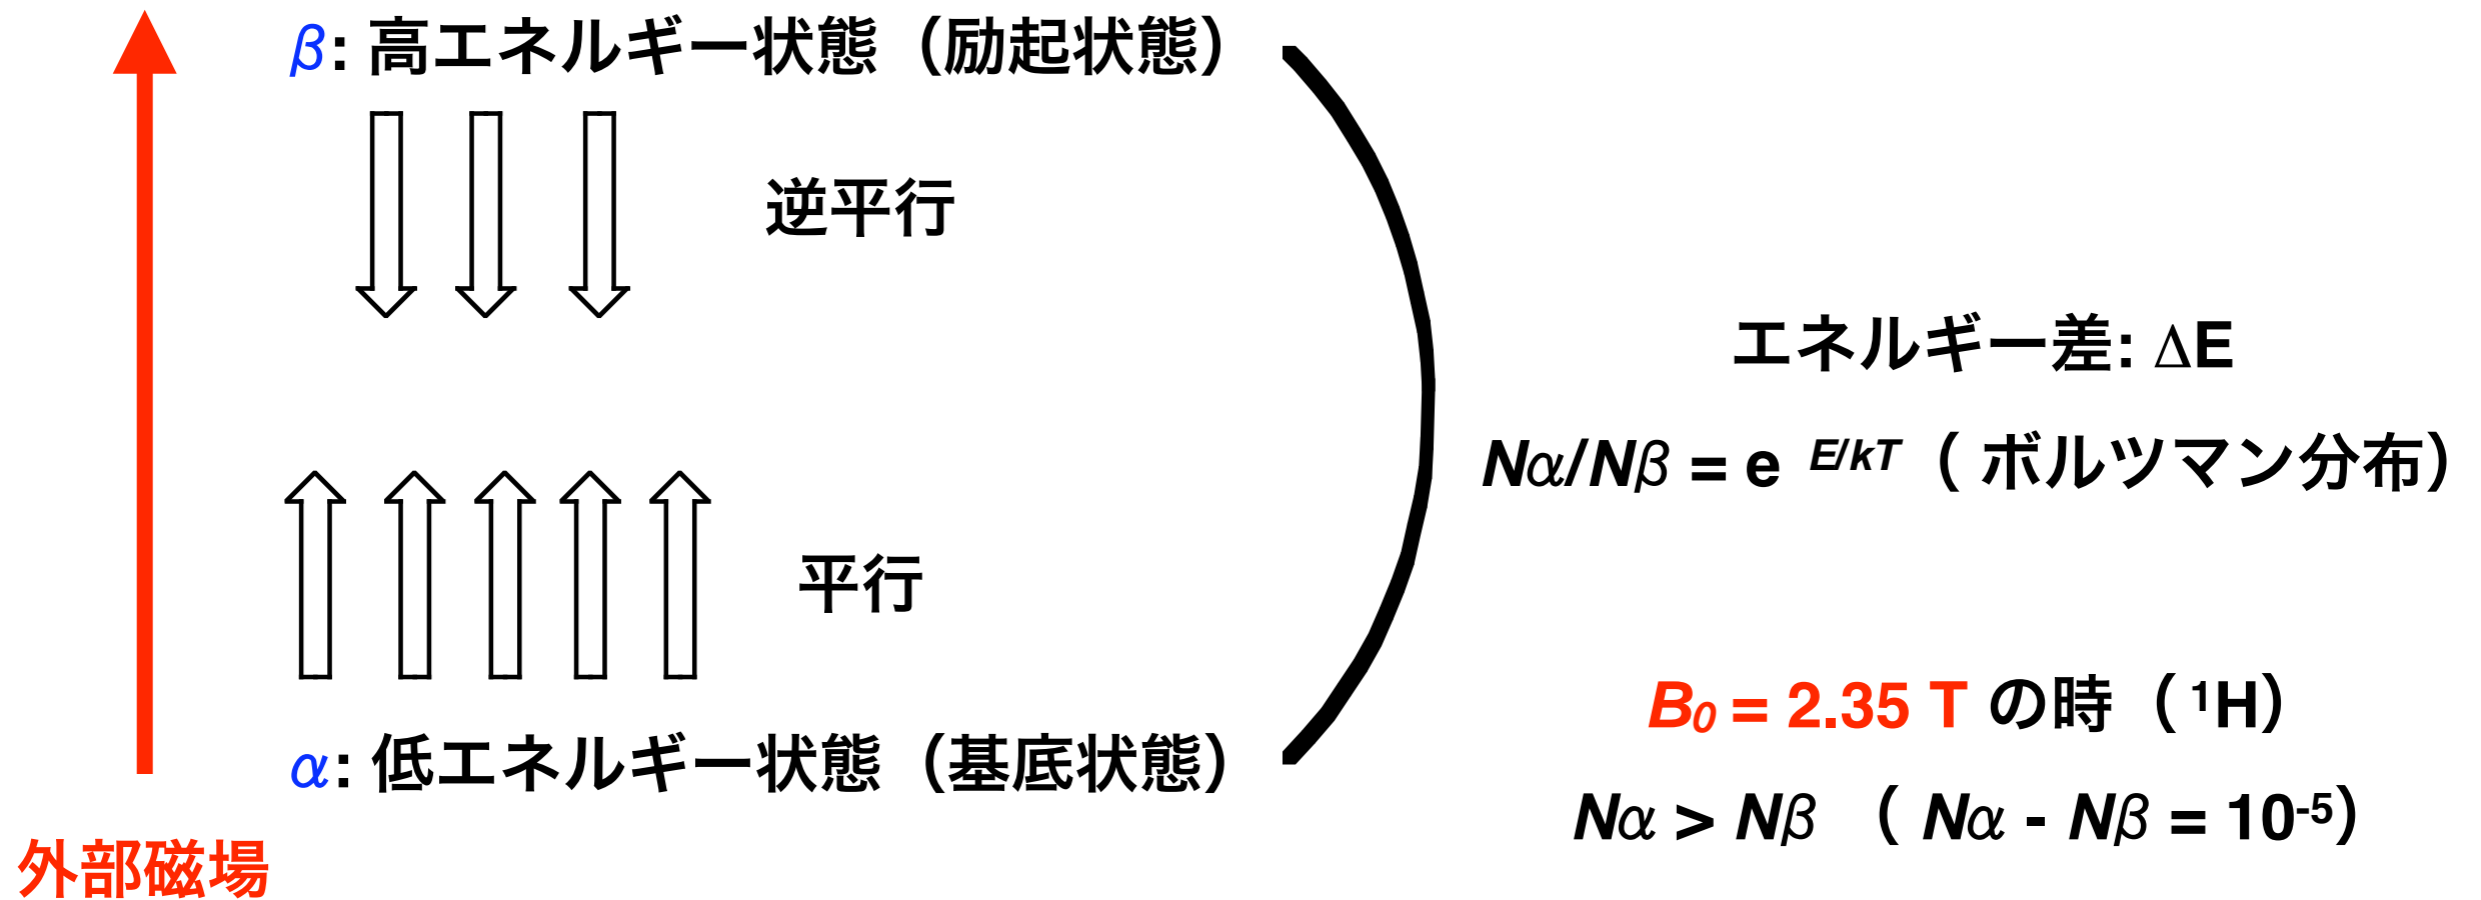 β: 高エネルギー状態（励起状態）
逆平行
エネルギー差: ΔE
Nα/Nβ = e E/kT（ボルツマン分布）
平行
B0 = 2.35 T の時（1H）
α: 低エネルギー状態（基底状態）
Nα > Nβ （Nα - Nβ = 10-5）
外部磁場